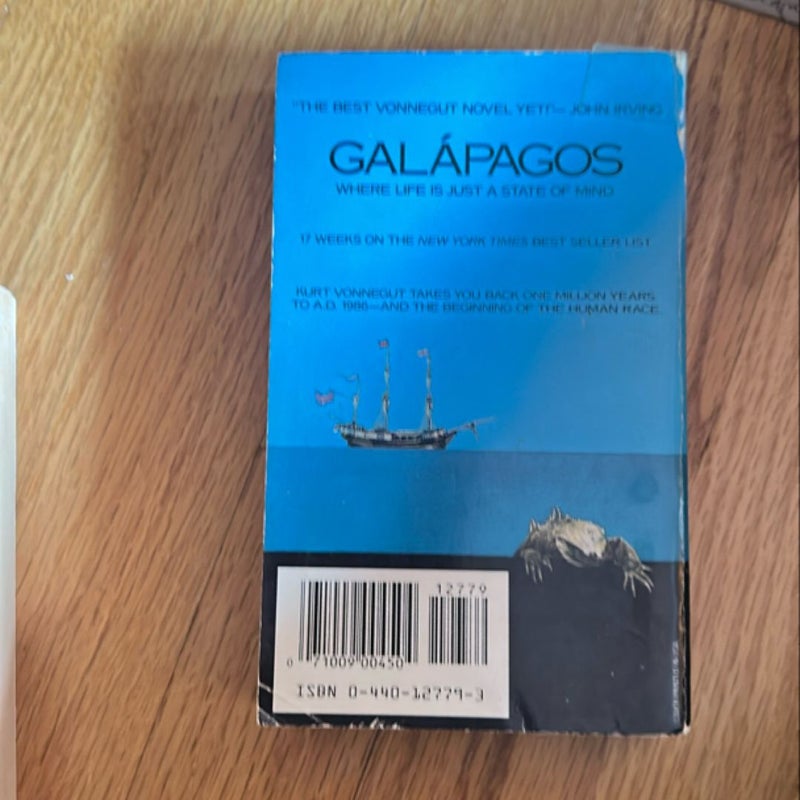 "THE BEST VONNEGUT NOVEL YET!"—JOHN IRVING
GALÁPAGOS
WHERE LIFE IS JUST A STATE OF MIND
17 WEEKS ON THE NEW YORK TIMES BEST SELLER LIST
KURT VONNEGUT TAKES YOU BACK ONE MILLION YEARS
TO A.D. 1986—AND THE BEGINNING OF THE HUMAN RACE.
12779
0 71009 00450
ISBN 0-440-12779-3